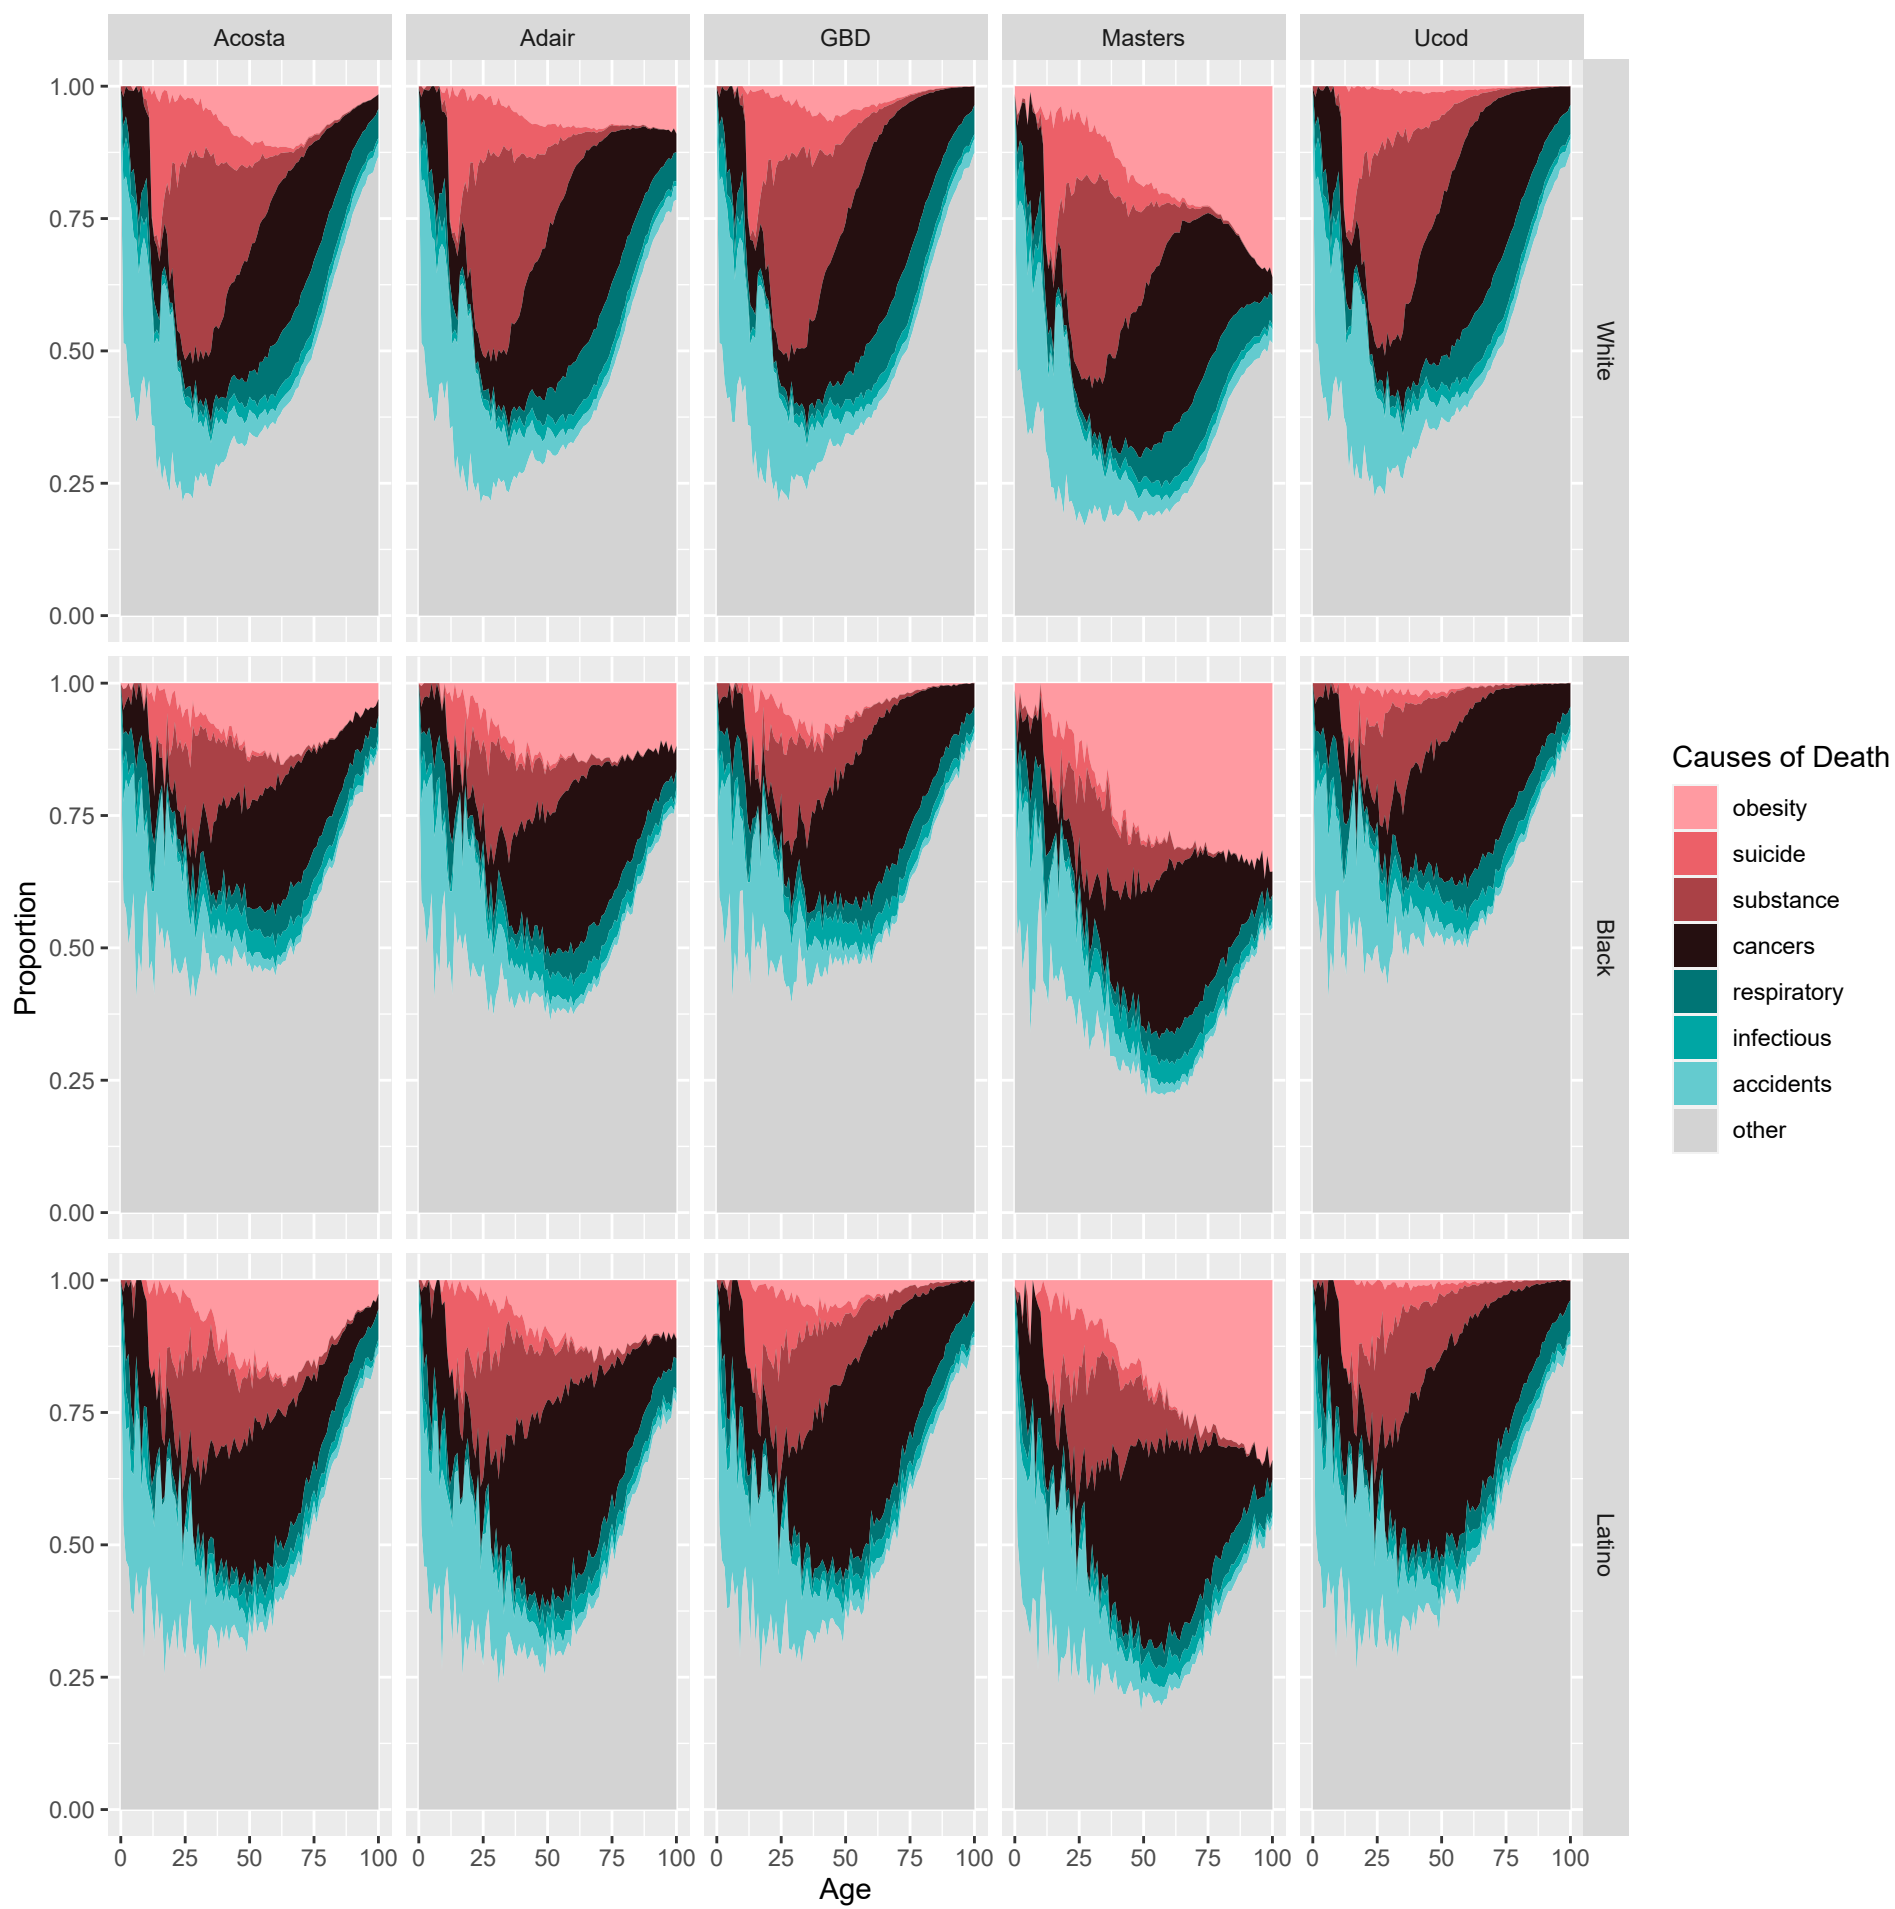 Acosta Adair GBD Masters Ucod
1.00
0.75
0.50
0.25
0.00
White
1.00
0.75
0.50
0.25
0.00
Black
1.00
0.75
0.50
0.25
0.00
Latino
Proportion
0 25 50 75 100 0 25 50 75 100 0 25 50 75 100 0 25 50 75 100 0 25 50 75 100
Age
Causes of Death
obesity
suicide
substance
cancers
respiratory
infectious
accidents
other